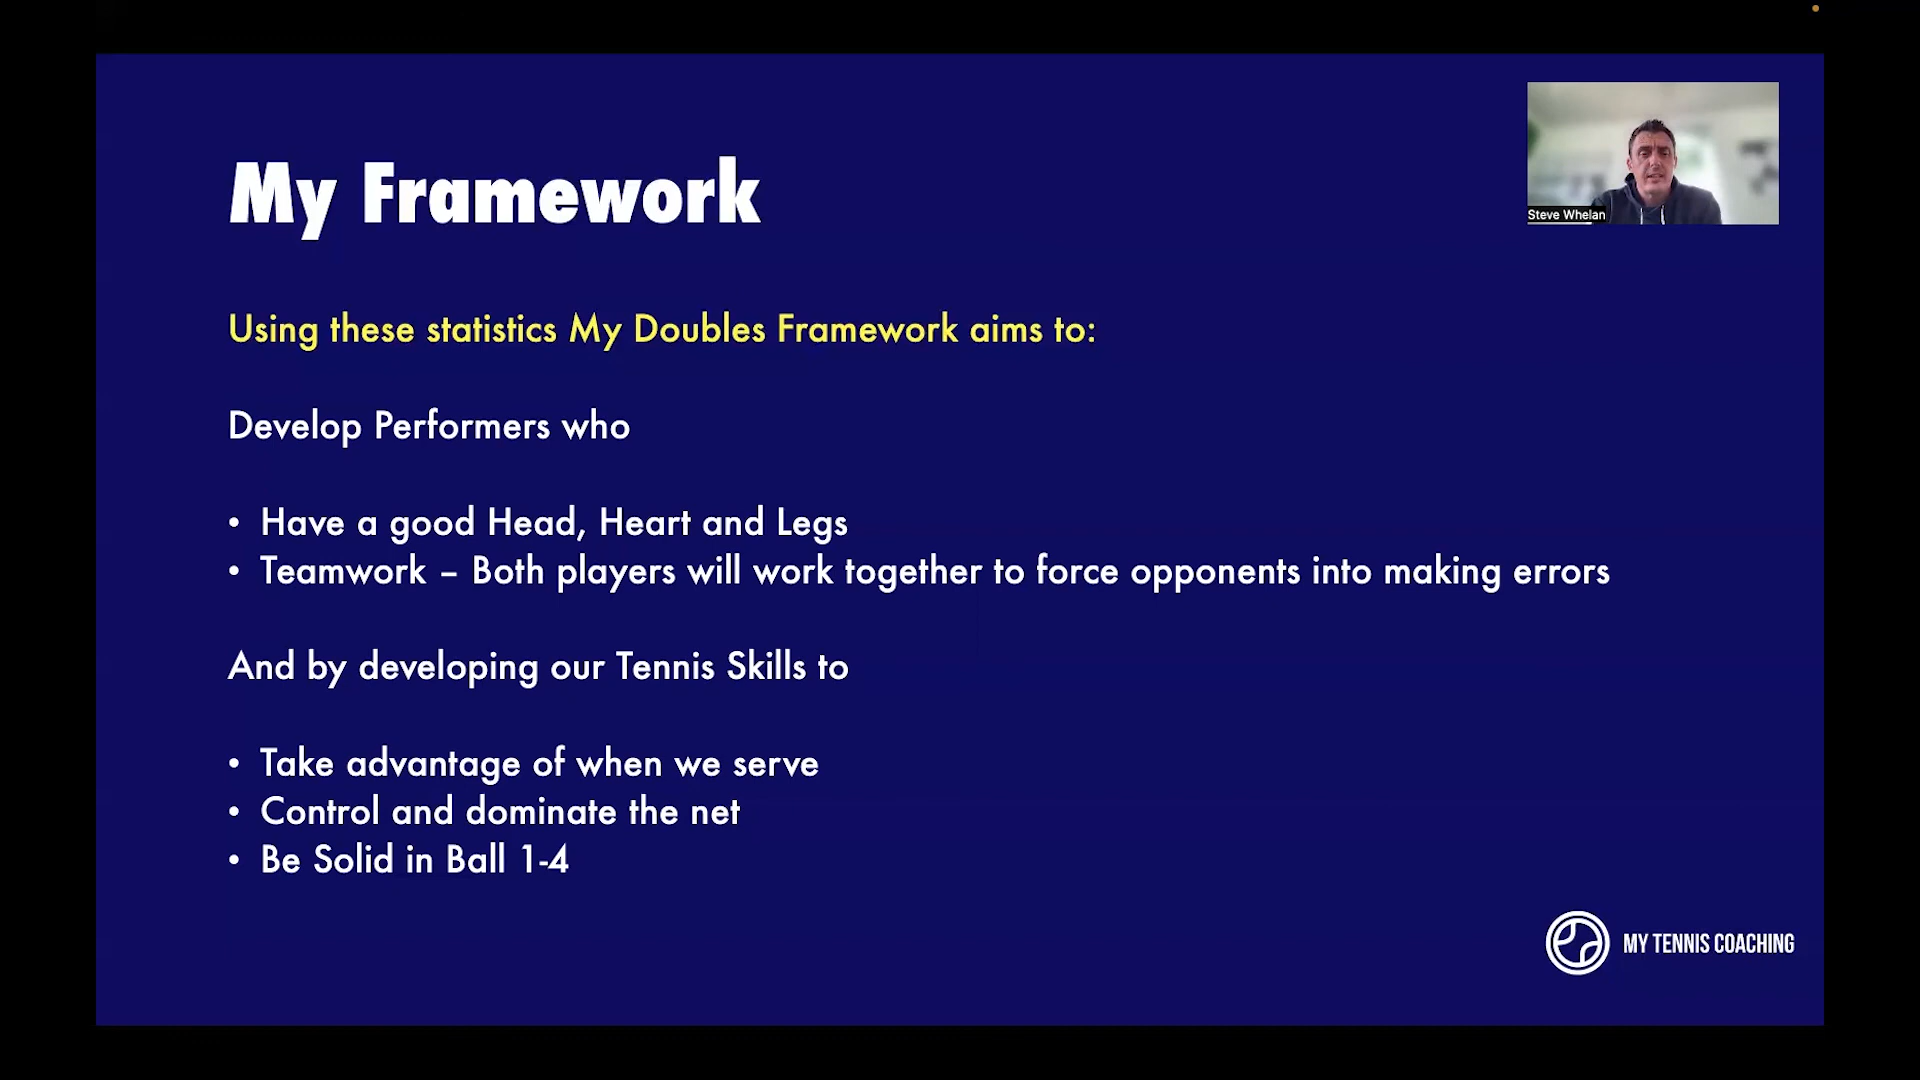 My Framework
Steve Whelan
Using these statistics My Doubles Framework aims to:
Develop Performers who
• Have a good Head, Heart and Legs
• Teamwork – Both players will work together to force opponents into making errors
And by developing our Tennis Skills to
• Take advantage of when we serve
• Control and dominate the net
• Be Solid in Ball 1-4
MY TENNIS COACHING